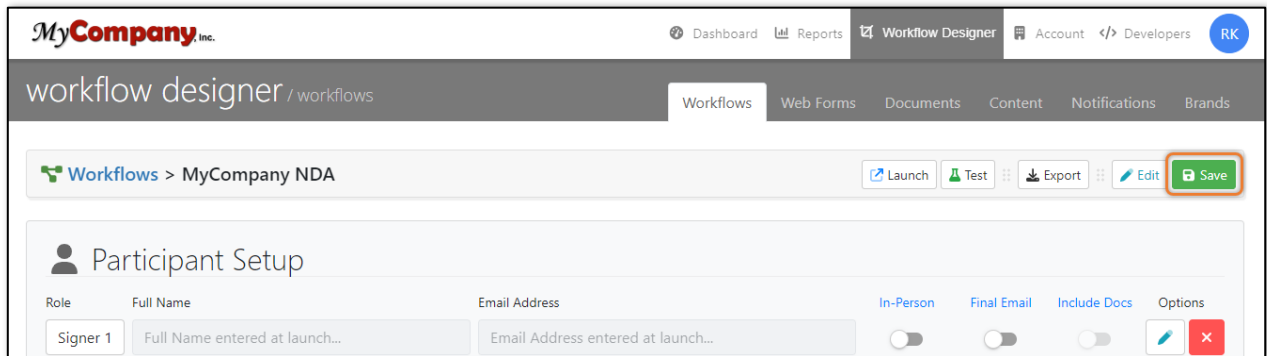 MyCompany, Inc.
Dashboard Reports Workflow Designer Account </> Developers RK
workflow designer / workflows
Workflows Web Forms Documents Content Notifications Brands
Workflows > MyCompany NDA
Launch Test Export Edit Save
Participant Setup
Role Full Name Email Address In-Person Final Email Include Docs Options
Signer 1 Full Name entered at launch... Email Address entered at launch...